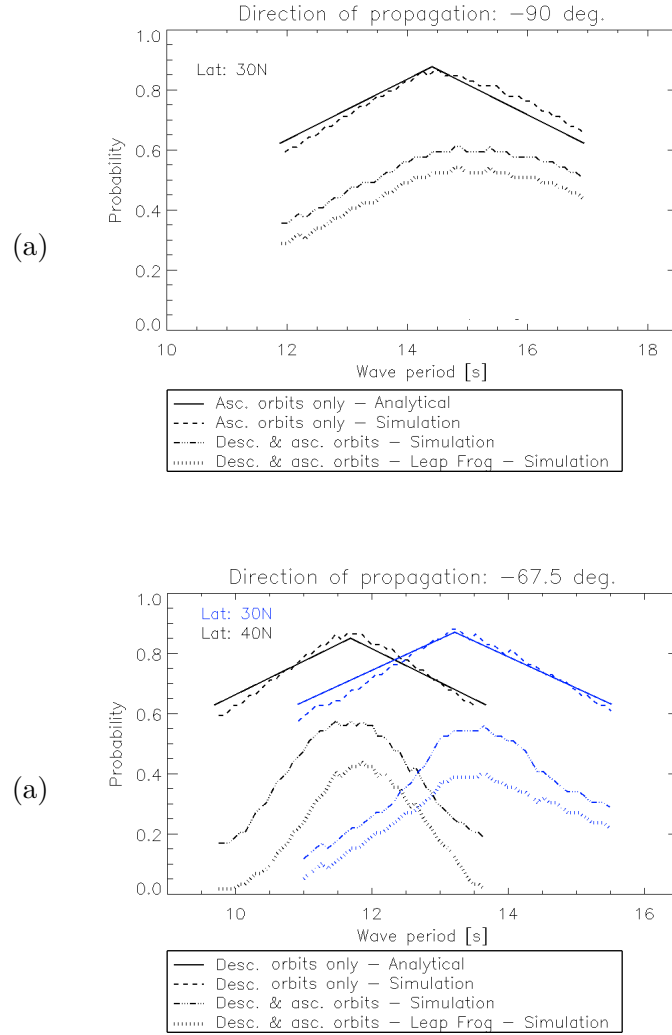 Direction of propagation: −90 deg.
(a)
Probability
1.0
0.8
0.6
0.4
0.2
0.0
Lat: 30N
10 12 14 16 18
Wave period [s]
Asc. orbits only − Analytical
Asc. orbits only − Simulation
Desc. & asc. orbits − Simulation
Desc. & asc. orbits − Leap Frog − Simulation
Direction of propagation: −67.5 deg.
(a)
Probability
1.0
0.8
0.6
0.4
0.2
0.0
Lat: 30N
Lat: 40N
10 12 14 16
Wave period [s]
Desc. orbits only − Analytical
Desc. orbits only − Simulation
Desc. & asc. orbits − Simulation
Desc. & asc. orbits − Leap Frog − Simulation